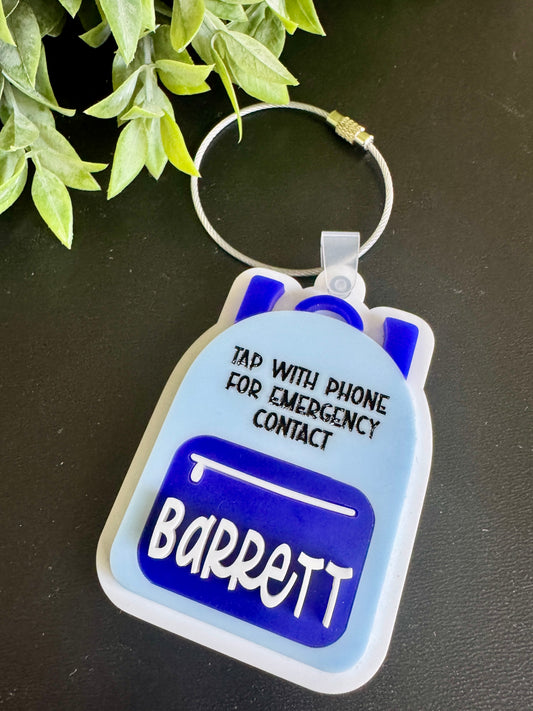 TAP WITH PHONE
FOR EMERGENCY
CONTACT
BARRETT